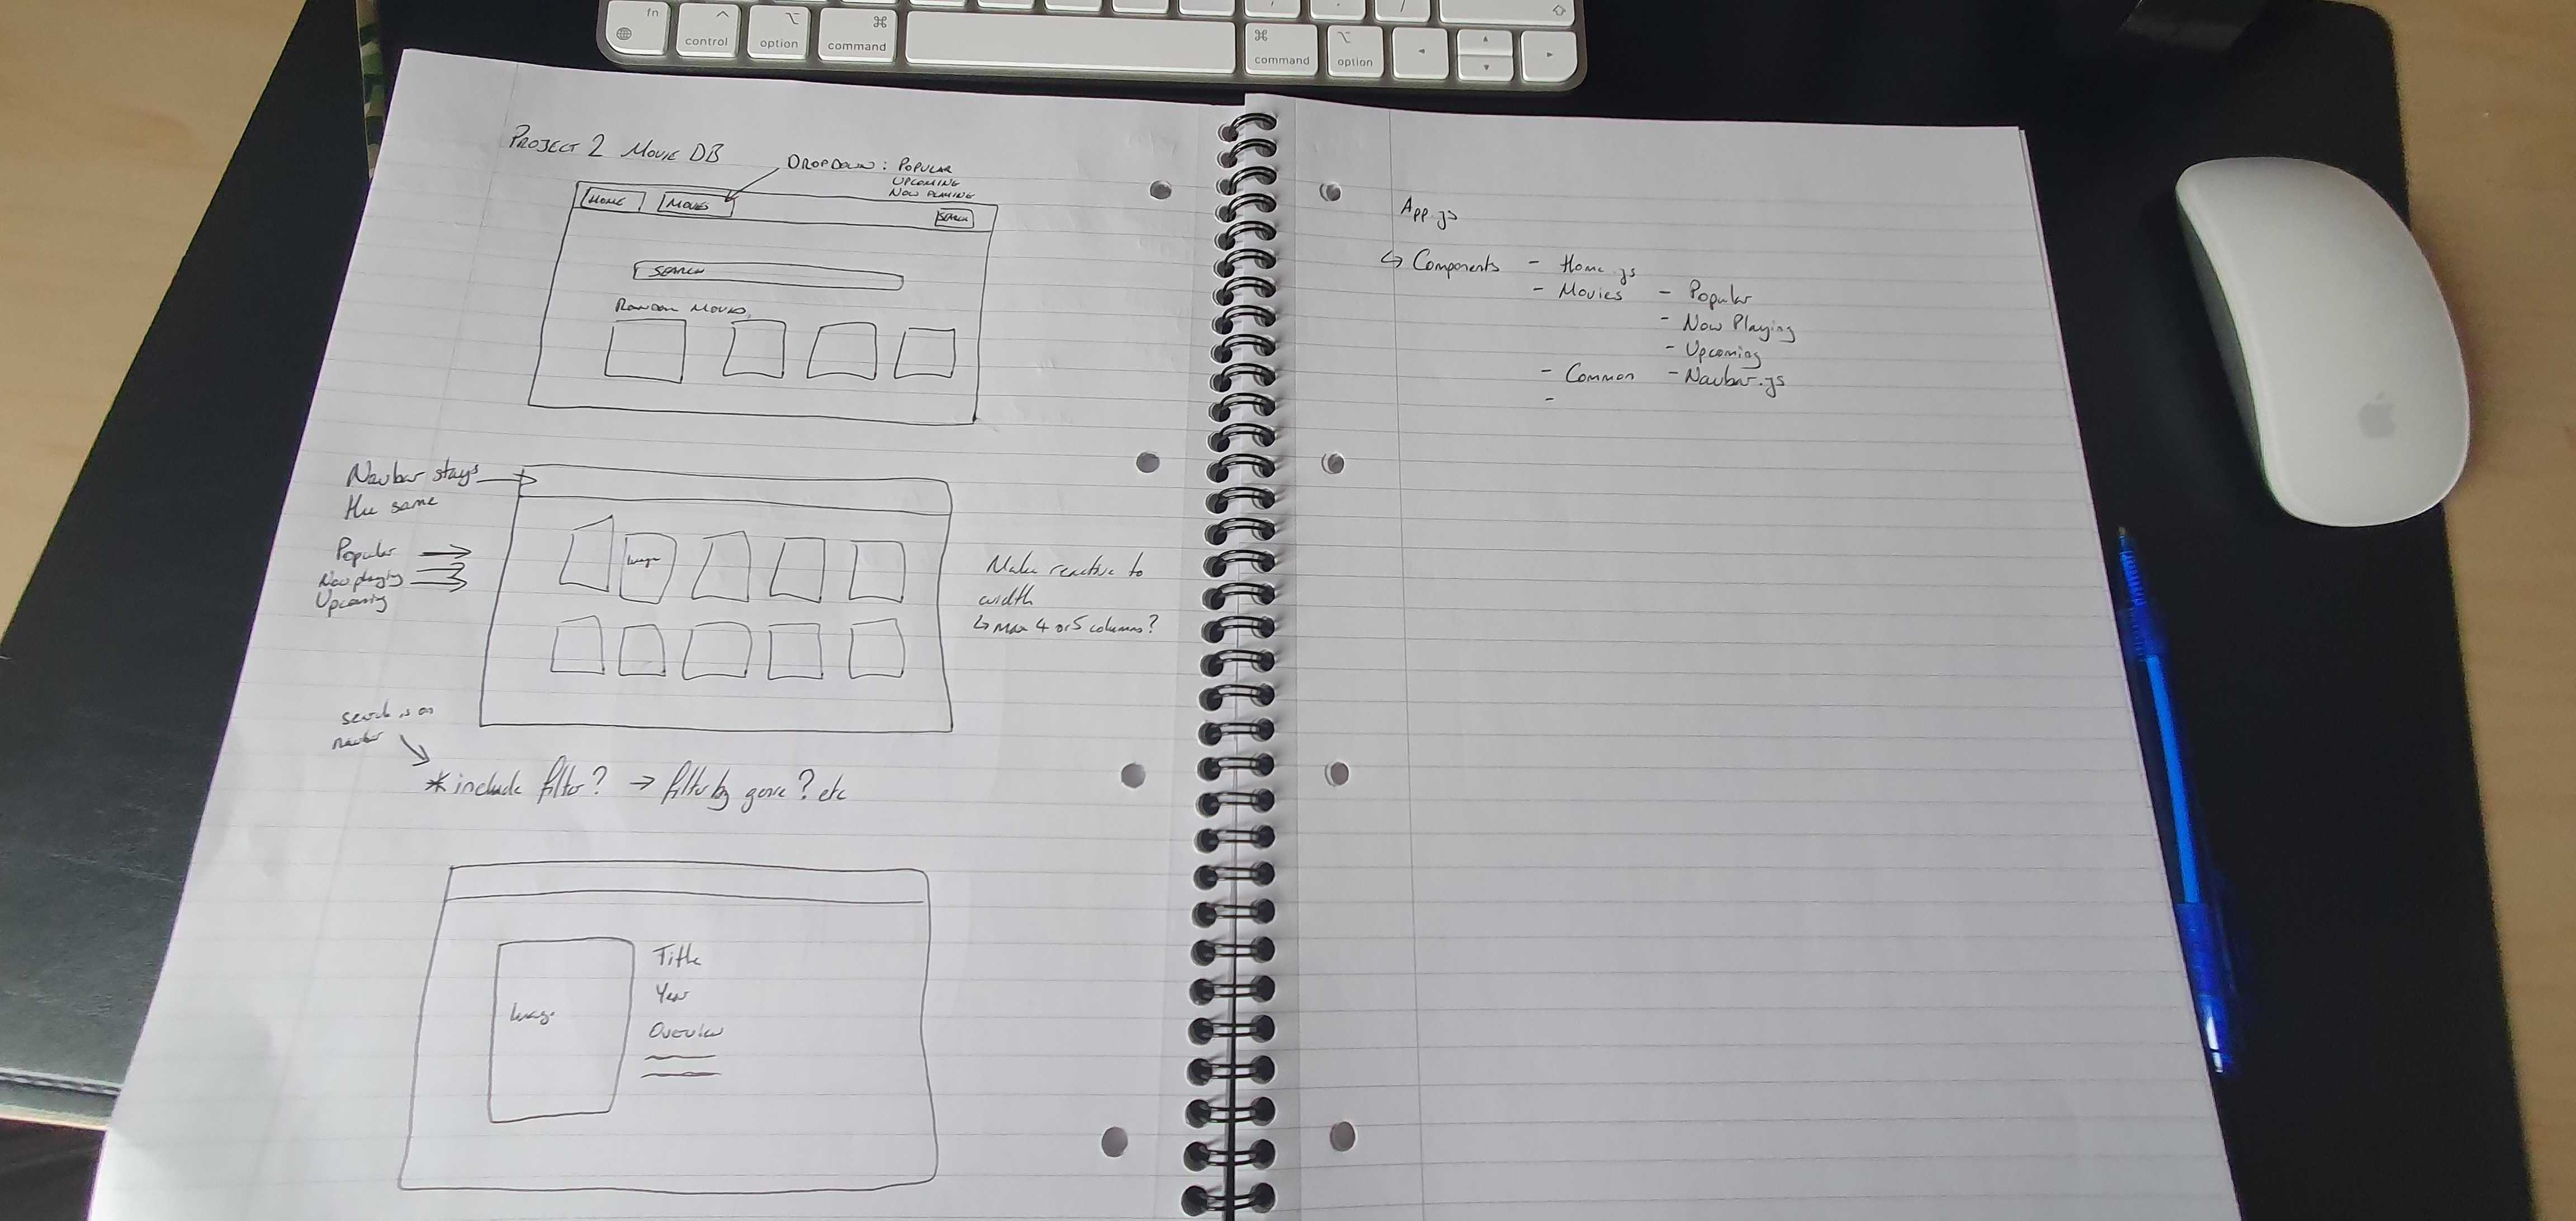 fn
control
option
command
command
option
PROJECT 2 MOVIE DB
DROPDOWN: POPULAR
UPCOMING
NOW PLAYING
HOME
MOVIES
SEARCH
SEARCH
RANDOM MOVIES
Navbar stays
the same
Popular
Now playing
Upcoming
Image
Make reactive to
width
↳ max 4 or 5 columns?
search is on
navbar
* include filter? → filter by genre? etc
Image
Title
Year
Overview
App.js
↳ Components - Home.js
- Movies - Popular
- Now Playing
- Upcoming
- Common - Navbar.js
-